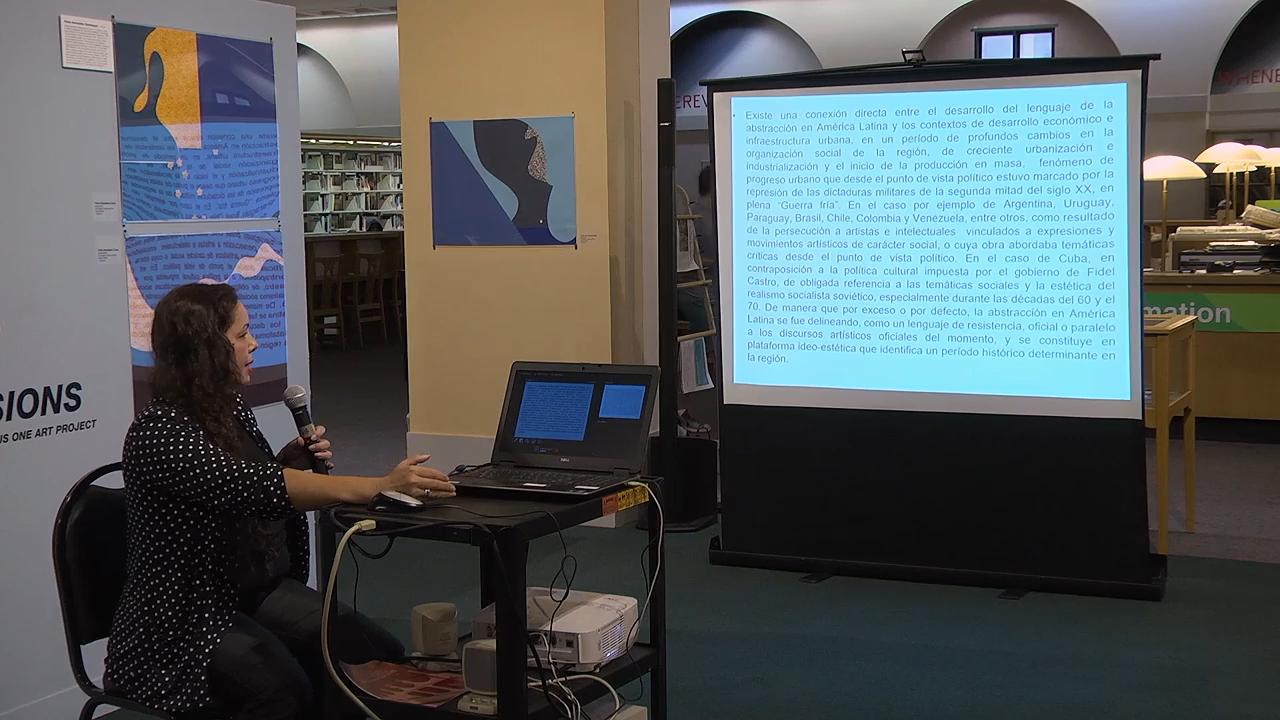 SIONS
US ONE ART PROJECT
EREV
WHENE
Existe una conexión directa entre el desarrollo del lenguaje de la
abstracción en América Latina y los contextos de desarrollo económico e
infraestructura urbana, en un período de profundos cambios en la
organización social de la región, de creciente urbanización e
industrialización y el inicio de la producción en masa, fenómeno de
progreso urbano que desde el punto de vista político estuvo marcado por la
represión de las dictaduras militares de la segunda mitad del siglo XX, en
plena “Guerra fría”. En el caso por ejemplo de Argentina, Uruguay,
Paraguay, Brasil, Chile, Colombia y Venezuela, entre otros, como resultado
de la persecución a artistas e intelectuales vinculados a expresiones y
movimientos artísticos de carácter social, o cuya obra abordaba temáticas
críticas desde el punto de vista político. En el caso de Cuba, en
contraposición a la política cultural impuesta por el gobierno de Fidel
Castro, de obligada referencia a las temáticas sociales y la estética del
realismo socialista soviético, especialmente durante las décadas del 60 y el
70. De manera que por exceso o por defecto, la abstracción en América
Latina se fue delineando, como un lenguaje de resistencia, oficial o paralelo
a los discursos artísticos oficiales del momento, y se constituye en
plataforma ideo-estética que identifica un período histórico determinante en
la región.
mation
DELL